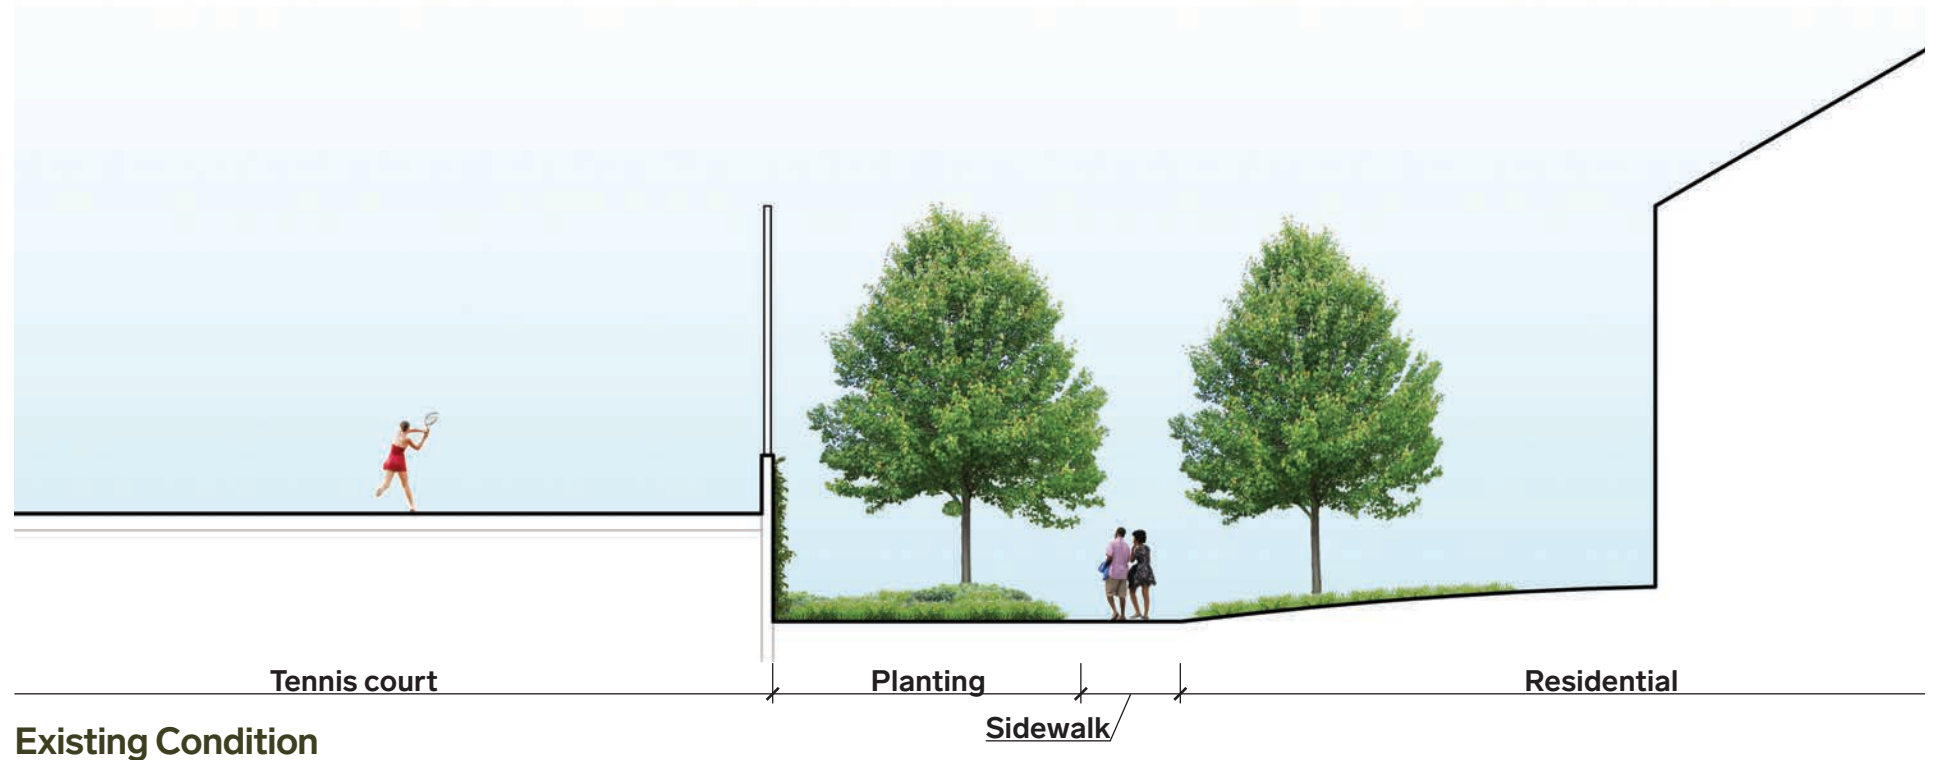 Tennis court
Planting
Residential
Sidewalk
Existing Condition